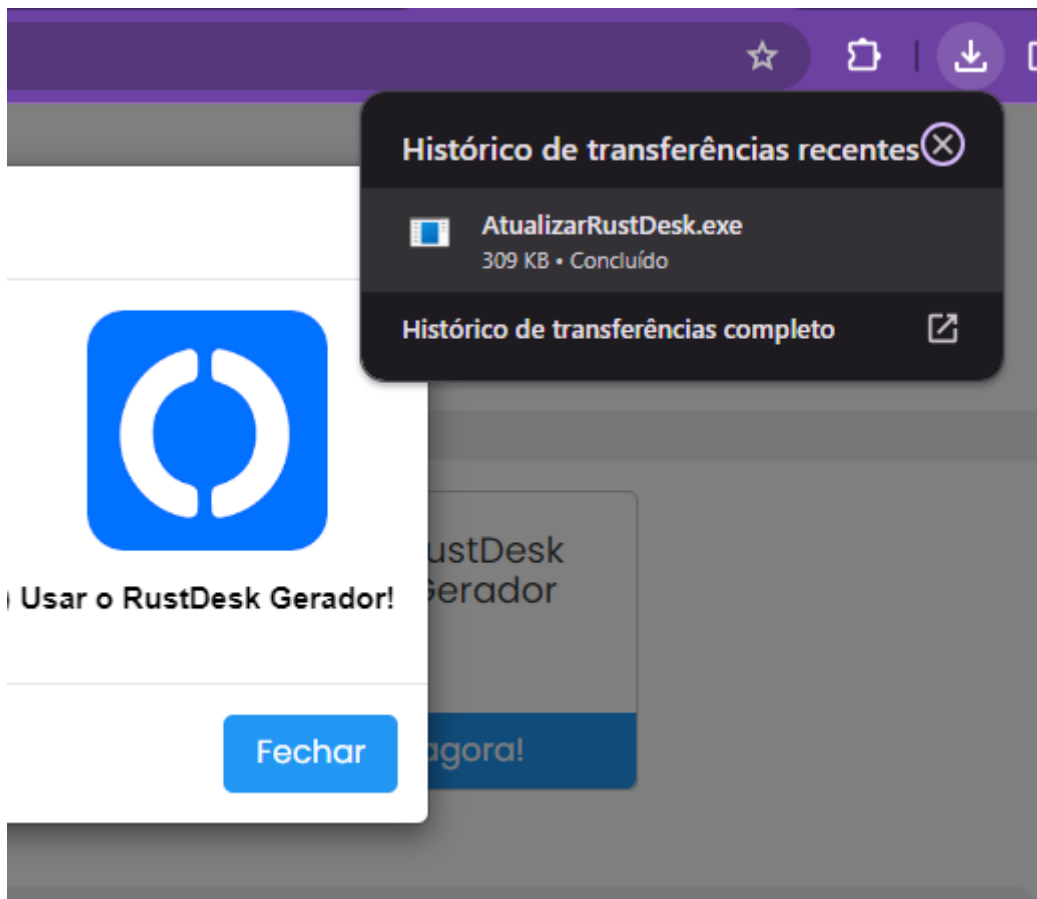 Histórico de transferências recentes
AtualizarRustDesk.exe
309 KB • Concluído
Histórico de transferências completo
Usar o RustDesk Gerador!
ustDesk
Gerador
Fechar
agora!